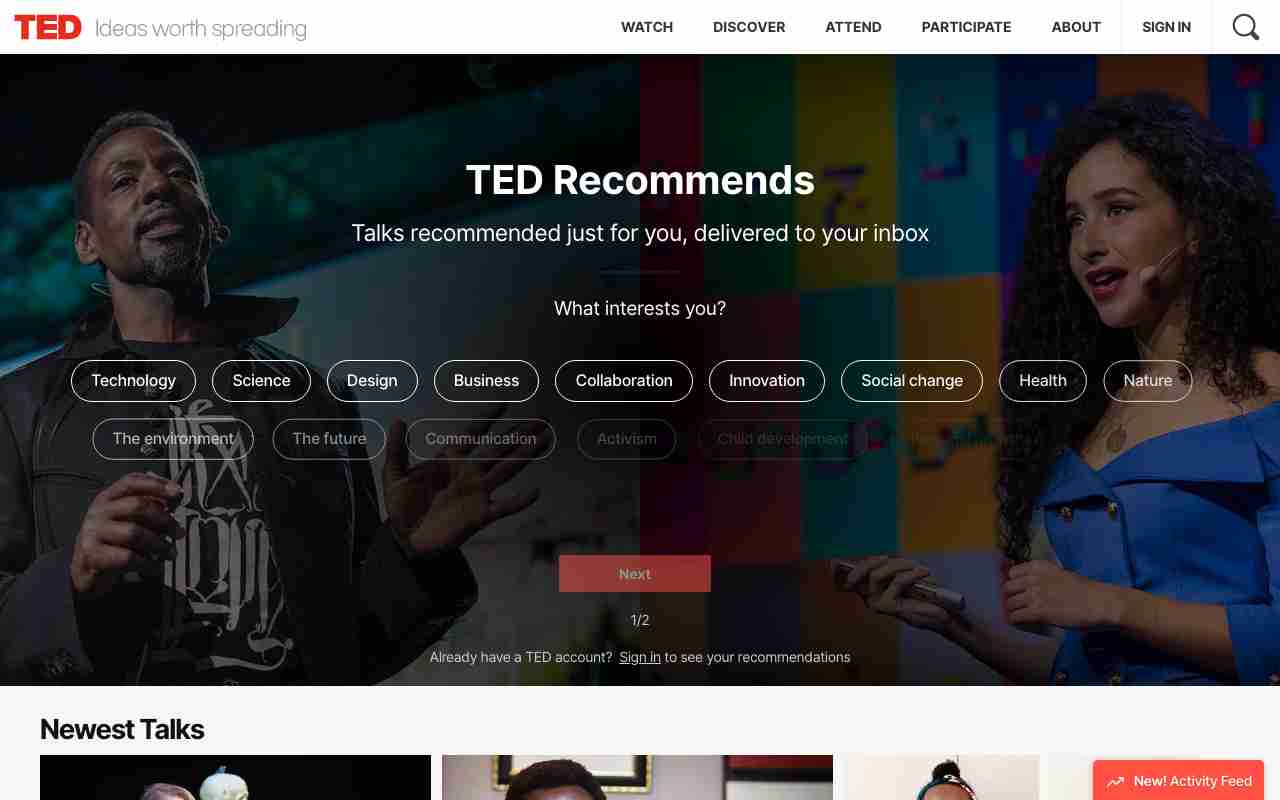 TED Ideas worth spreading WATCH DISCOVER ATTEND PARTICIPATE ABOUT SIGN IN
TED Recommends
Talks recommended just for you, delivered to your inbox
What interests you?
Technology Science Design Business Collaboration Innovation Social change Health Nature
The environment The future Communication Activism Child development
Next
1/2
Already have a TED account? Sign in to see your recommendations
Newest Talks
New! Activity Feed